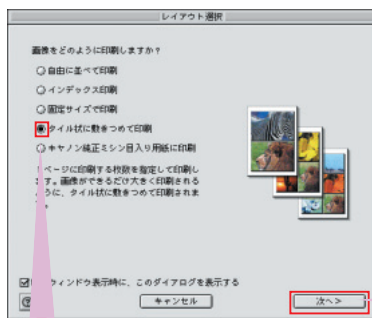 レイアウト選択
画像をどのように印刷しますか？
自由に並べて印刷
インデックス印刷
固定サイズで印刷
タイル状に敷きつめて印刷
キヤノン純正ミシン目入り用紙に印刷
ページに印刷する枚数を指定して印刷し
ます。画像ができるだけ大きく印刷される
うに、タイル状に敷きつめて印刷されま
。
ウィンドウ表示時に、このダイアログを表示する
キャンセル
次へ>